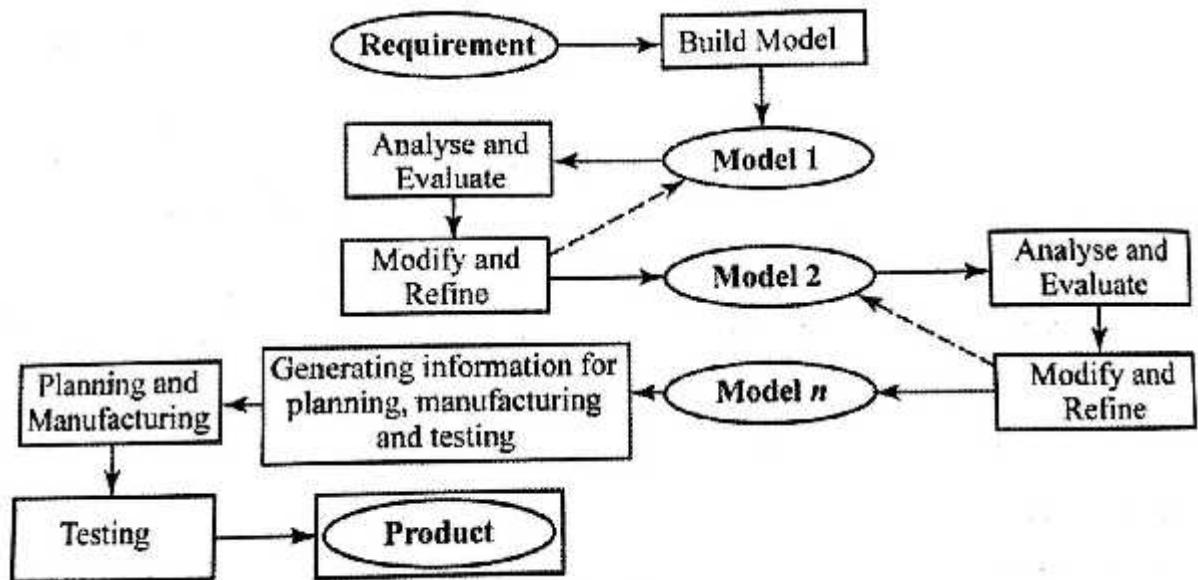 Requirement
Build Model
Analyse and
Evaluate
Model 1
Modify and
Refine
Model 2
Analyse and
Evaluate
Planning and
Manufacturing
Generating information for
planning, manufacturing
and testing
Model n
Modify and
Refine
Testing
Product